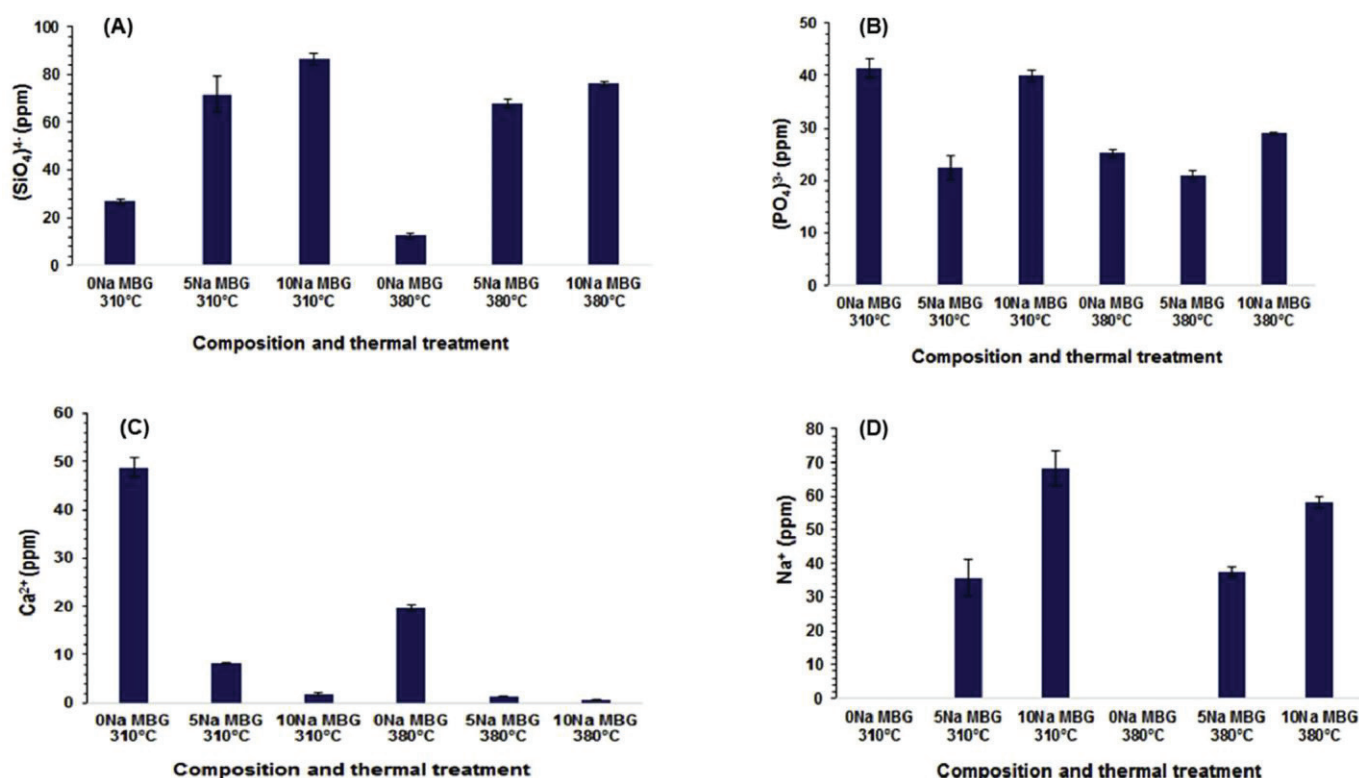 (A)
(SiO₄)⁴⁻ (ppm)
100
80
60
40
20
0
0Na MBG 5Na MBG 10Na MBG 0Na MBG 5Na MBG 10Na MBG
310°C 310°C 310°C 380°C 380°C 380°C
Composition and thermal treatment
(B)
(PO₄)³⁻ (ppm)
50
40
30
20
10
0
0Na MBG 5Na MBG 10Na MBG 0Na MBG 5Na MBG 10Na MBG
310°C 310°C 310°C 380°C 380°C 380°C
Composition and thermal treatment
(C)
Ca²⁺ (ppm)
60
50
40
30
20
10
0
0Na MBG 5Na MBG 10Na MBG 0Na MBG 5Na MBG 10Na MBG
310°C 310°C 310°C 380°C 380°C 380°C
Composition and thermal treatment
(D)
Na⁺ (ppm)
80
70
60
50
40
30
20
10
0
0Na MBG 5Na MBG 10Na MBG 0Na MBG 5Na MBG 10Na MBG
310°C 310°C 310°C 380°C 380°C 380°C
Composition and thermal treatment